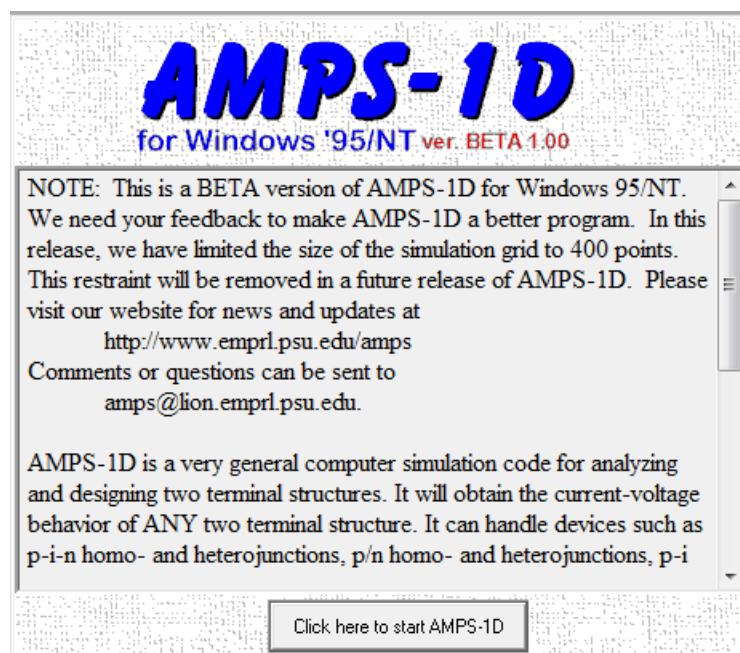 AMPS-1D
for Windows '95/NT ver. BETA 1.00
NOTE:  This is a BETA version of AMPS-1D for Windows 95/NT.
We need your feedback to make AMPS-1D a better program.  In this
release, we have limited the size of the simulation grid to 400 points.
This restraint will be removed in a future release of AMPS-1D.  Please
visit our website for news and updates at
http://www.emprl.psu.edu/amps
Comments or questions can be sent to
amps@lion.emprl.psu.edu.
AMPS-1D is a very general computer simulation code for analyzing
and designing two terminal structures. It will obtain the current-voltage
behavior of ANY two terminal structure. It can handle devices such as
p-i-n homo- and heterojunctions, p/n homo- and heterojunctions, p-i
Click here to start AMPS-1D